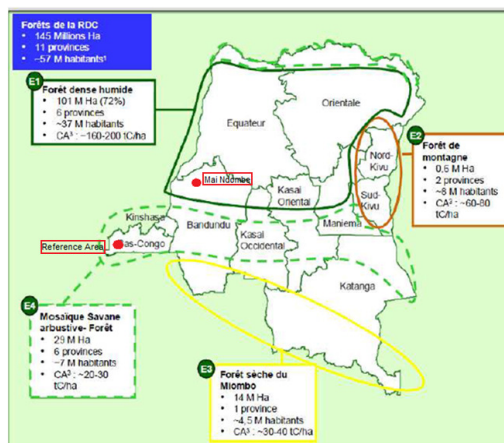 Forêts de la RDC
• 145 Millions Ha
• 11 provinces
• ~57 M habitants¹
E1
Forêt dense humide
• 101 M Ha (72%)
• 6 provinces
• ~37 M habitants
• CA³ : ~160-200 tC/ha
Equateur
Orientale
E2
Forêt de
montagne
• 0,6 M Ha
• 2 provinces
• ~8 M habitants
• CA³ : ~60-80
tC/ha
Nord-
Kivu
Sud-
Kivu
Mai Ndombe
Kasai
Oriental
Maniema
Kinshasa
Bandundu
Kasai
Occidental
Reference Area
Bas-Congo
Katanga
E4
Mosaïque Savane
arbustive- Forêt
• 29 M Ha
• 6 provinces
• ~7 M habitants
• CA³ : ~20-30
tC/ha
E3
Forêt sèche du
Miombo
• 14 M Ha
• 1 province
• ~4,5 M habitants
• CA³ : ~30-40 tC/ha